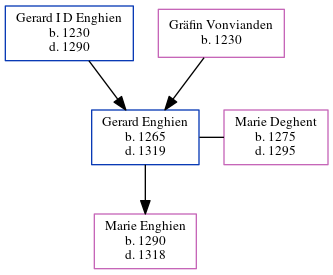 Gerard I D Enghien
b. 1230
d. 1290
Gräfin Vonvianden
b. 1230
Gerard Enghien
b. 1265
d. 1319
Marie Deghent
b. 1275
d. 1295
Marie Enghien
b. 1290
d. 1318